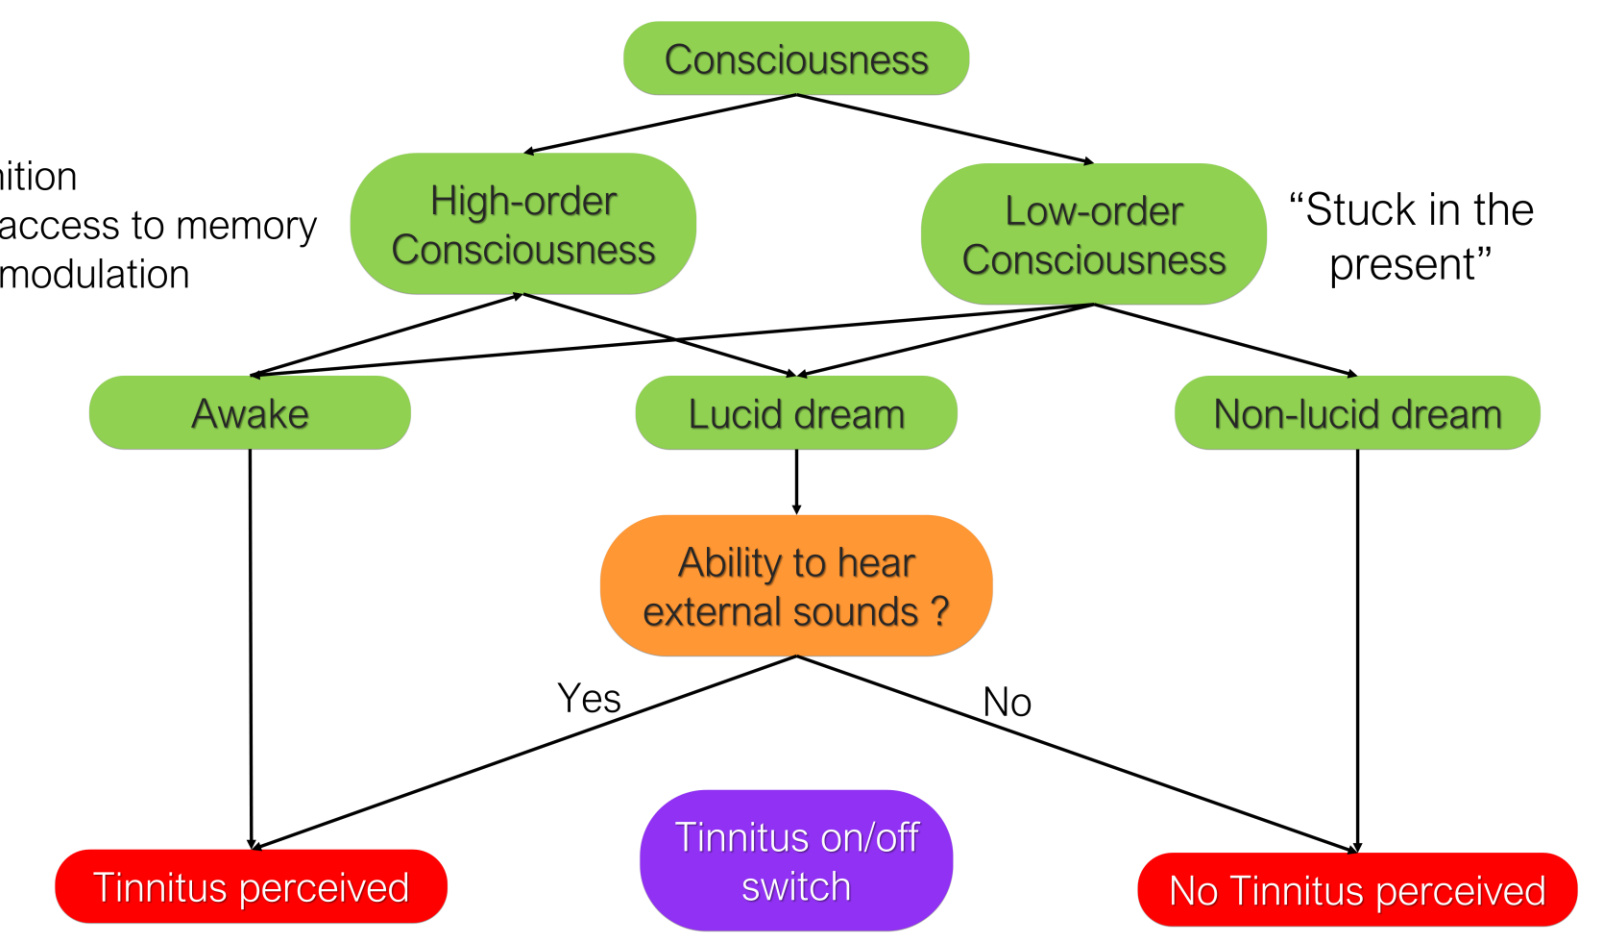 Consciousness
nition
access to memory
modulation
High-order
Consciousness
Low-order
Consciousness
“Stuck in the
present”
Awake
Lucid dream
Non-lucid dream
Ability to hear
external sounds ?
Yes
No
Tinnitus perceived
Tinnitus on/off
switch
No Tinnitus perceived